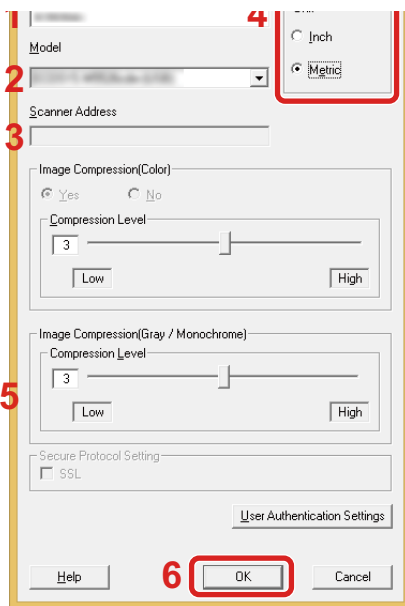 1
4
Inch
Model
Metric
2
Scanner Address
3
Image Compression(Color)
Yes No
Compression Level
3
Low High
Image Compression(Gray / Monochrome)
Compression Level
3
5
Low High
Secure Protocol Setting
SSL
User Authentication Settings
6
Help OK Cancel